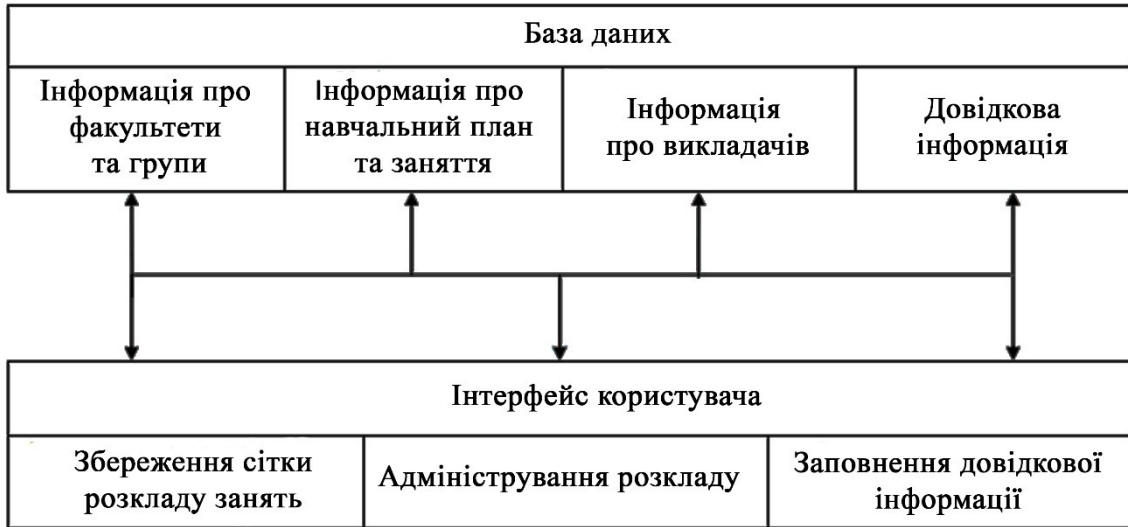 База даних
Інформація про
факультети
та групи
Інформація про
навчальний план
та заняття
Інформація
про викладачів
Довідкова
інформація
Інтерфейс користувача
Збереження сітки
розкладу занять
Адміністрування розкладу
Заповнення довідкової
інформації